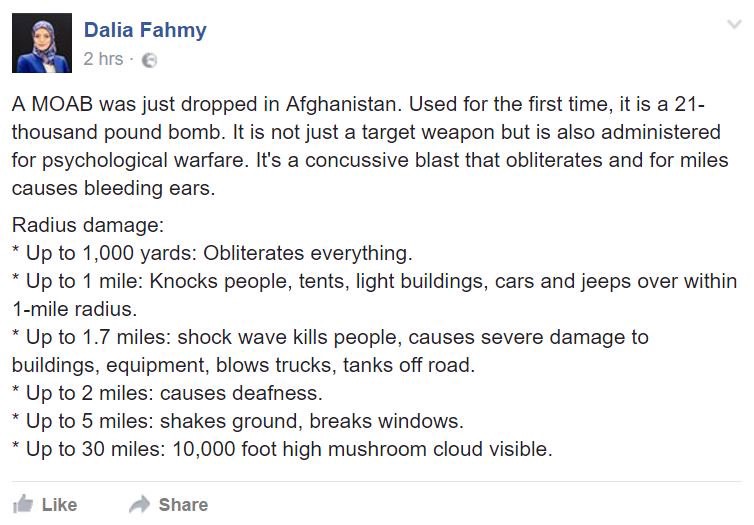 Dalia Fahmy
2 hrs ·
A MOAB was just dropped in Afghanistan. Used for the first time, it is a 21-
thousand pound bomb. It is not just a target weapon but is also administered
for psychological warfare. It's a concussive blast that obliterates and for miles
causes bleeding ears.
Radius damage:
* Up to 1,000 yards: Obliterates everything.
* Up to 1 mile: Knocks people, tents, light buildings, cars and jeeps over within
1-mile radius.
* Up to 1.7 miles: shock wave kills people, causes severe damage to
buildings, equipment, blows trucks, tanks off road.
* Up to 2 miles: causes deafness.
* Up to 5 miles: shakes ground, breaks windows.
* Up to 30 miles: 10,000 foot high mushroom cloud visible.
Like Share